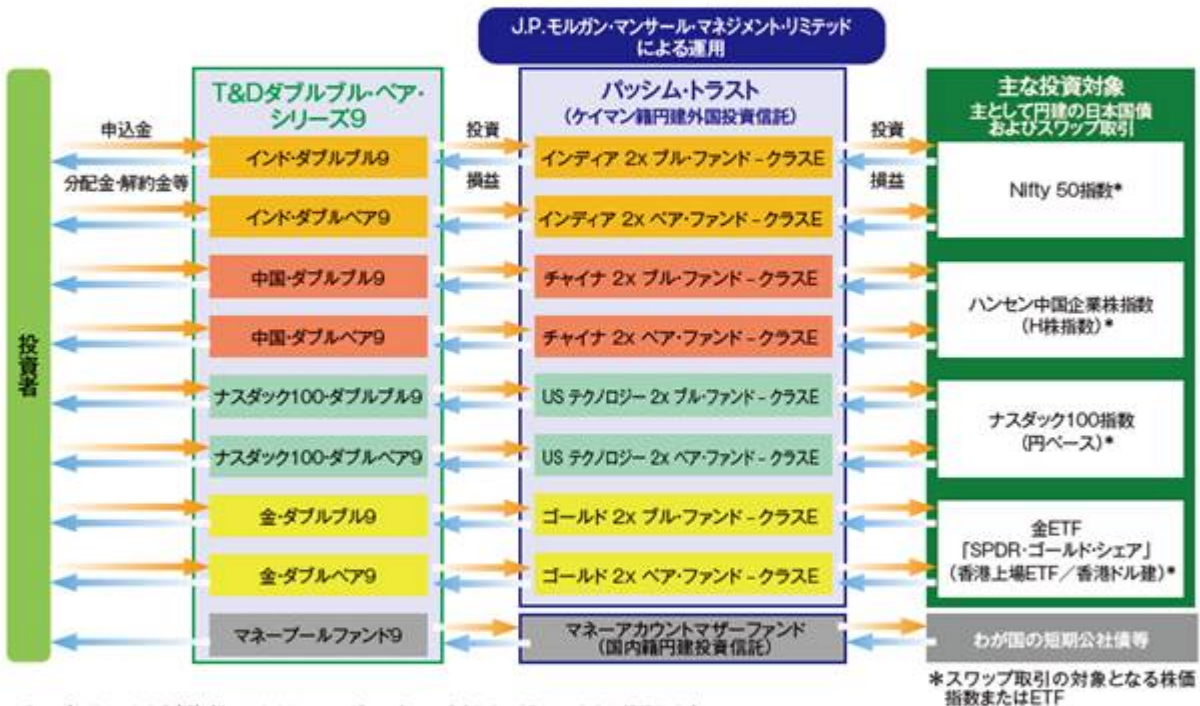 J.P.モルガン・マンサール・マネジメント・リミテッド
による運用
T&Dダブルブル・ベア・
シリーズ9
パッシム・トラスト
(ケイマン籍円建外国投資信託)
主な投資対象
主として円建の日本国債
およびスワップ取引
投資者
申込金
分配金・解約金等
投資
損益
投資
損益
インド・ダブルブル9
インディア 2x ブル・ファンド – クラスE
Nifty 50指数*
インド・ダブルベア9
インディア 2x ベア・ファンド – クラスE
中国・ダブルブル9
チャイナ 2x ブル・ファンド – クラスE
ハンセン中国企業株指数
(H株指数)*
中国・ダブルベア9
チャイナ 2x ベア・ファンド – クラスE
ナスダック100・ダブルブル9
US テクノロジー 2x ブル・ファンド – クラスE
ナスダック100指数
(円ベース)*
ナスダック100・ダブルベア9
US テクノロジー 2x ベア・ファンド – クラスE
金・ダブルブル9
ゴールド 2x ブル・ファンド – クラスE
金ETF
「SPDR・ゴールド・シェア」
(香港上場ETF/香港ドル建)*
金・ダブルベア9
ゴールド 2x ベア・ファンド – クラスE
マネープールファンド9
マネーアカウントマザーファンド
(国内籍円建投資信託)
わが国の短期公社債等
*スワップ取引の対象となる株価
指数またはETF